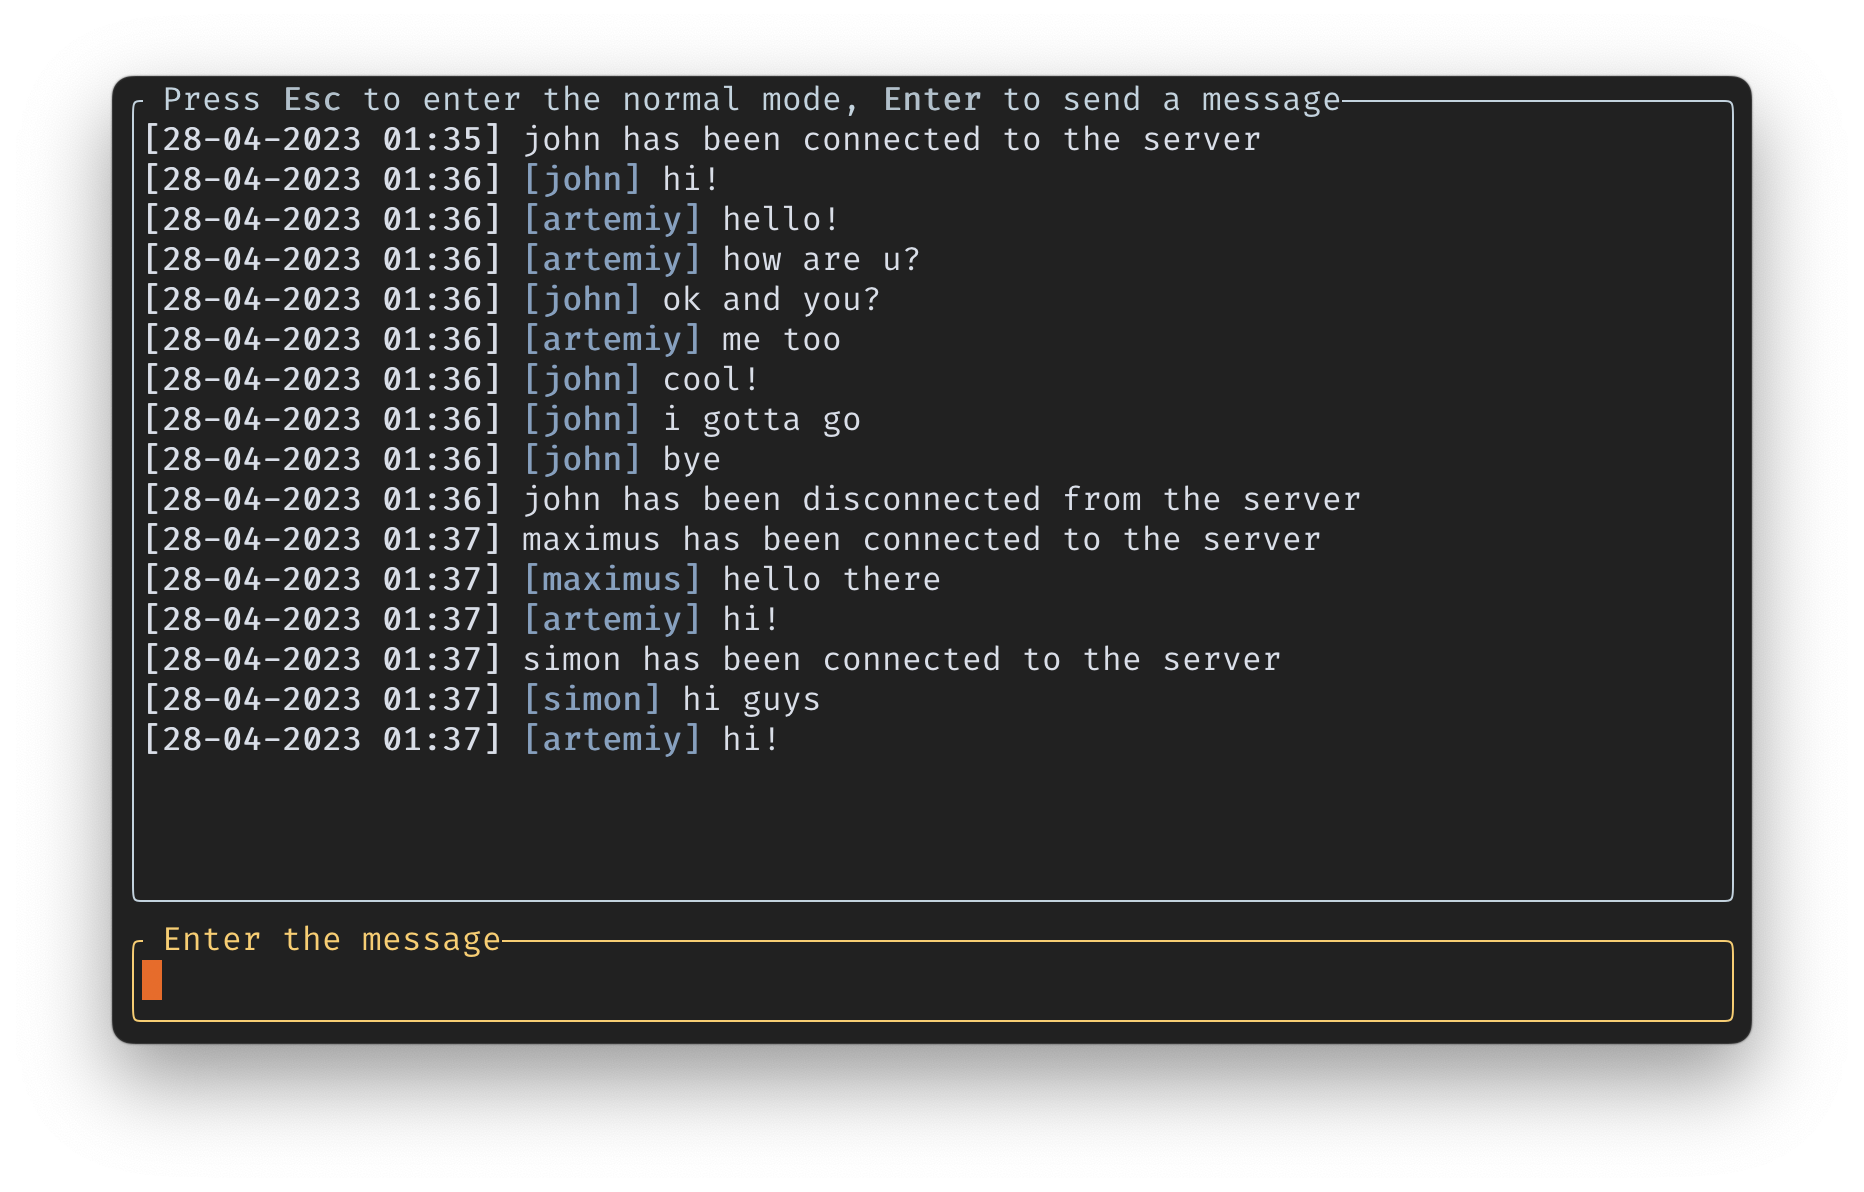 Press Esc to enter the normal mode, Enter to send a message
[28-04-2023 01:35] john has been connected to the server
[28-04-2023 01:36] [john] hi!
[28-04-2023 01:36] [artemiy] hello!
[28-04-2023 01:36] [artemiy] how are u?
[28-04-2023 01:36] [john] ok and you?
[28-04-2023 01:36] [artemiy] me too
[28-04-2023 01:36] [john] cool!
[28-04-2023 01:36] [john] i gotta go
[28-04-2023 01:36] [john] bye
[28-04-2023 01:36] john has been disconnected from the server
[28-04-2023 01:37] maximus has been connected to the server
[28-04-2023 01:37] [maximus] hello there
[28-04-2023 01:37] [artemiy] hi!
[28-04-2023 01:37] simon has been connected to the server
[28-04-2023 01:37] [simon] hi guys
[28-04-2023 01:37] [artemiy] hi!
Enter the message